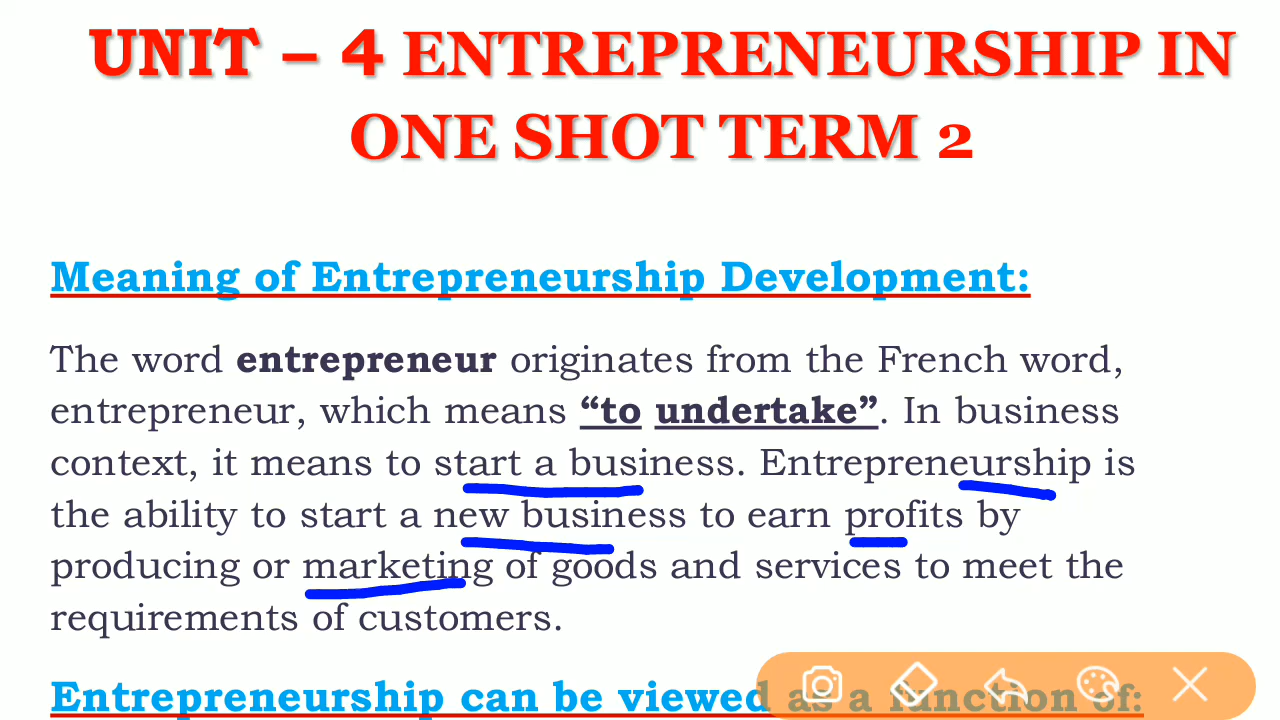 UNIT – 4 ENTREPRENEURSHIP IN
ONE SHOT TERM 2
Meaning of Entrepreneurship Development:
The word entrepreneur originates from the French word,
entrepreneur, which means “to undertake”. In business
context, it means to start a business. Entrepreneurship is
the ability to start a new business to earn profits by
producing or marketing of goods and services to meet the
requirements of customers.
Entrepreneurship can be viewed as a function of: